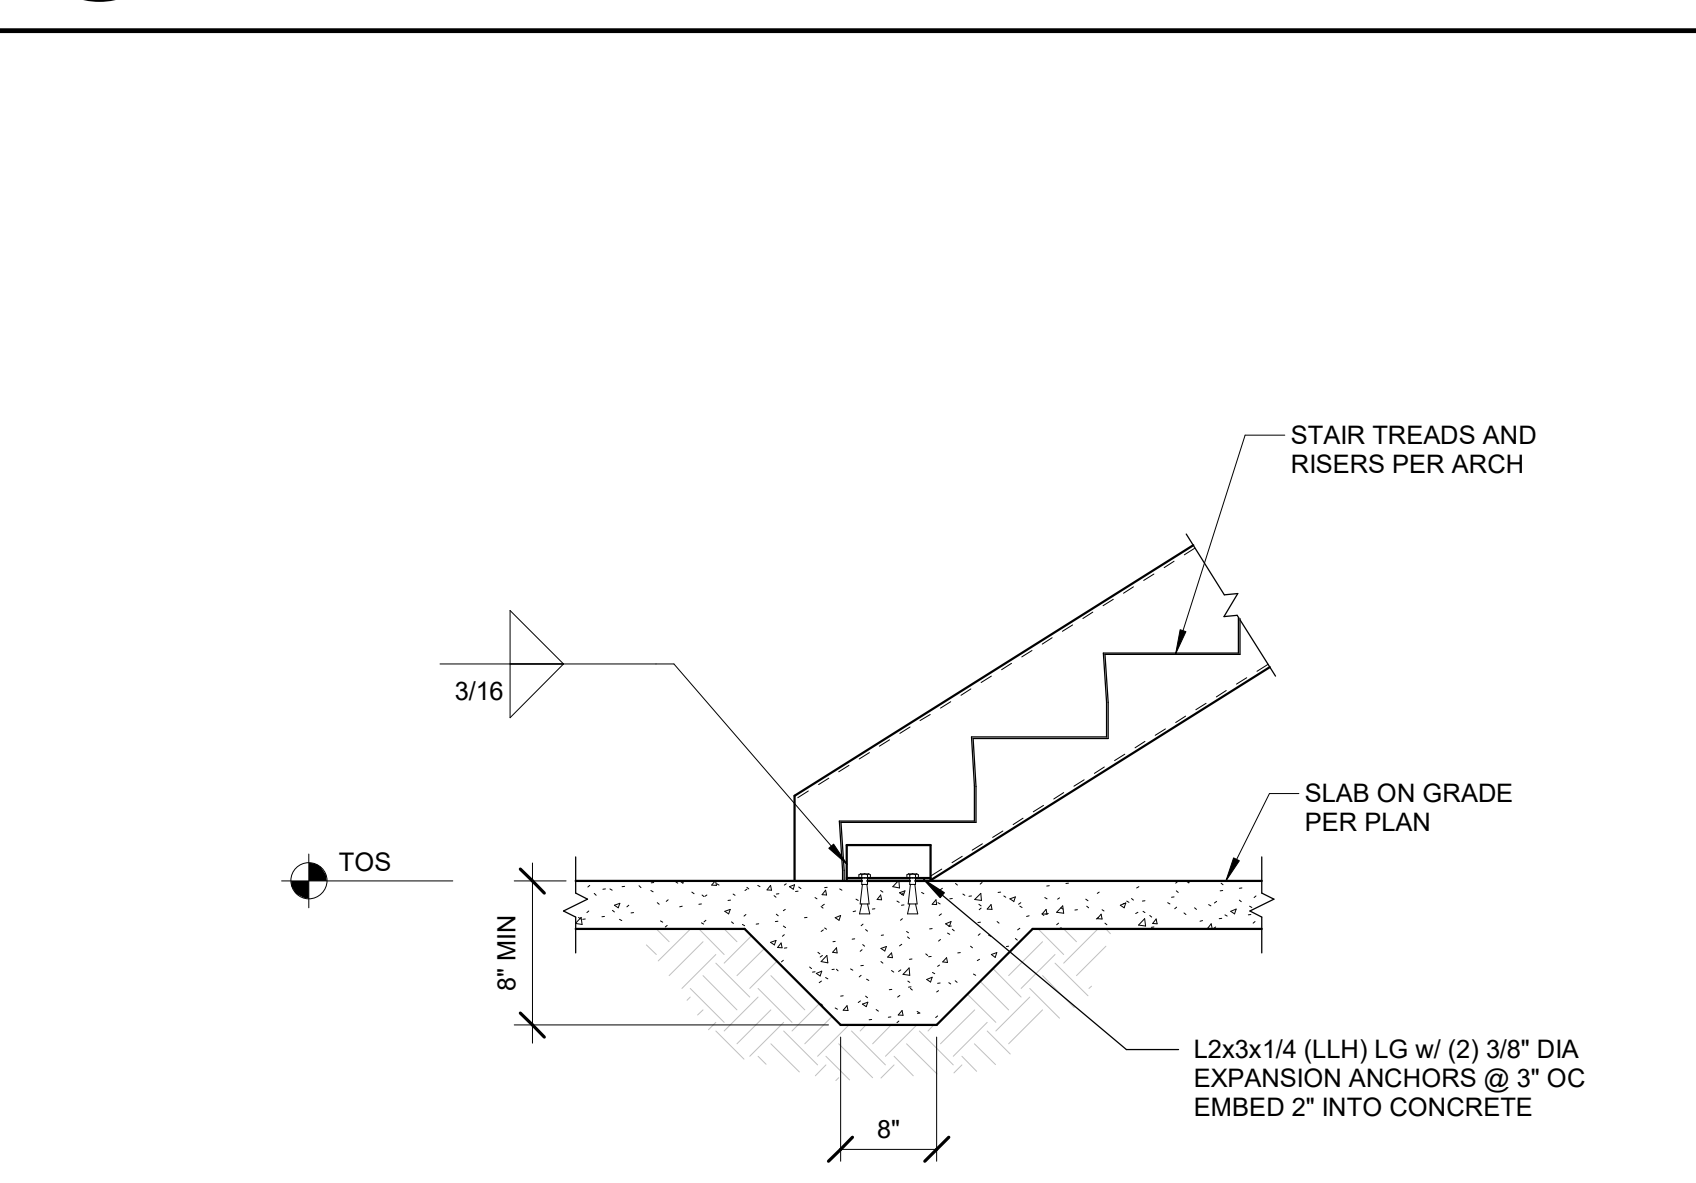 STAIR TREADS AND
RISERS PER ARCH
3/16
SLAB ON GRADE
PER PLAN
TOS
8" MIN
L2x3x1/4 (LLH) LG w/ (2) 3/8" DIA
EXPANSION ANCHORS @ 3" OC
EMBED 2" INTO CONCRETE
8"